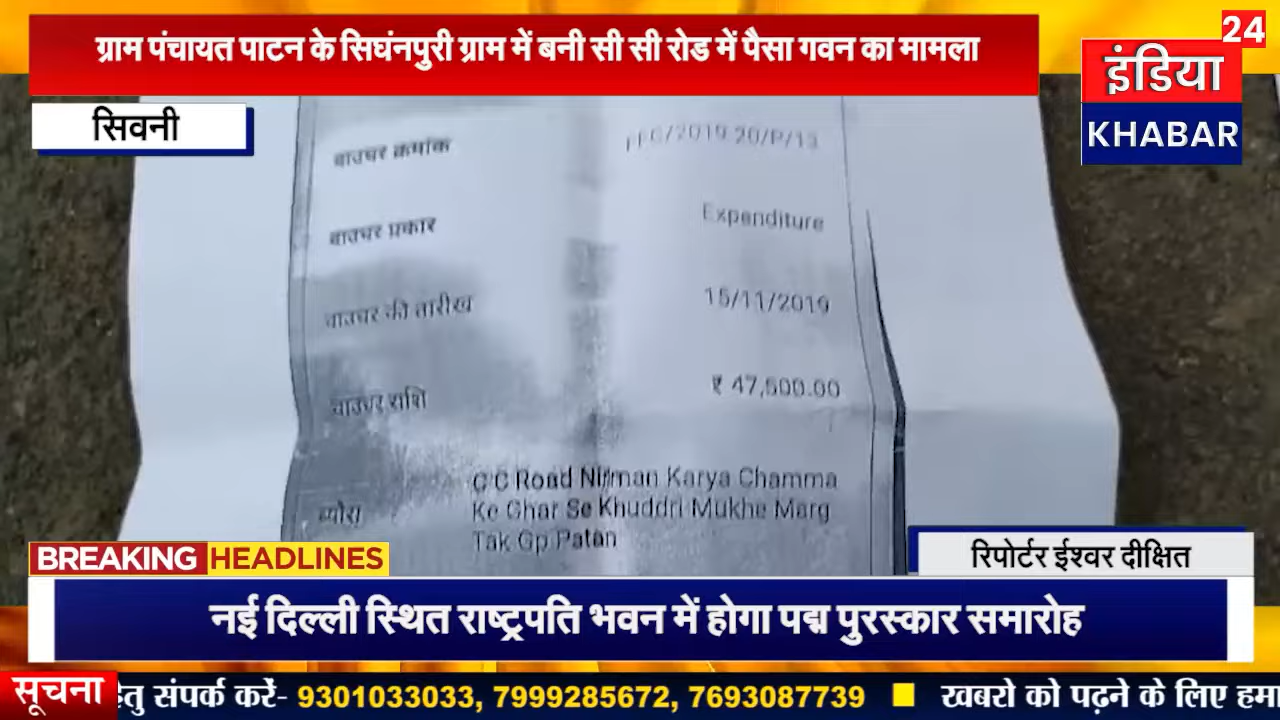 ग्राम पंचायत पाटन के सिघंनपुरी ग्राम में बनी सी सी रोड में पैसा गवन का मामला
24
इंडिया
KHABAR
सिवनी
वाउचर क्रमांक FFC/2019-20/P/13
वाउचर प्रकार Expenditure
वाउचर की तारीख 15/11/2019
वाउचर राशि ₹ 47,500.00
ब्योरा C C Road Nirman Karya Chamma
Ke Ghar Se Khuddri Mukhe Marg
Tak Gp Patan
BREAKING HEADLINES
रिपोर्टर ईश्वर दीक्षित
नई दिल्ली स्थित राष्ट्रपति भवन में होगा पद्म पुरस्कार समारोह
सूचना हेतु संपर्क करें- 9301033033, 7999285672, 7693087739 खबरो को पढ़ने के लिए हमा